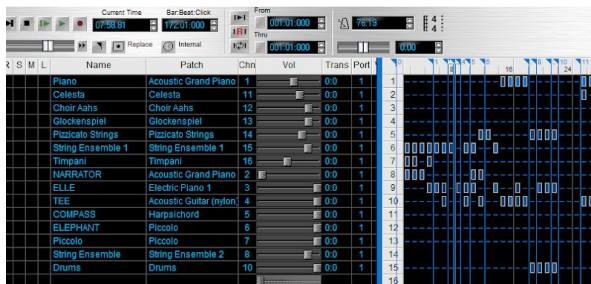 Current Time Bar:Beat:Click From
07:58.81 172:01:000 001:01:000 76.19 4
Thru 4
Replace Internal 001:01:000 0.00
R S M L Name Patch Chn Vol Trans Port
16 24
Piano Acoustic Grand Piano 1 0:0 1 1
Celesta Celesta 11 0:0 1 2
Choir Aahs Choir Aahs 12 0:0 1 3
Glockenspiel Glockenspiel 13 0:0 1 4
Pizzicato Strings Pizzicato Strings 14 0:0 1 5
String Ensemble 1 String Ensemble 1 15 0:0 1 6
Timpani Timpani 16 0:0 1 7
NARRATOR Acoustic Grand Piano 2 0:0 1 8
ELLE Electric Piano 1 3 0:0 1 9
TEE Acoustic Guitar (nylon) 4 0:0 1 10
COMPASS Harpsichord 5 0:0 1 11
ELEPHANT Piccolo 6 0:0 1 12
Piccolo Piccolo 7 0:0 1 13
String Ensemble String Ensemble 2 8 0:0 1 14
Drums Drums 10 0:0 1 15
16